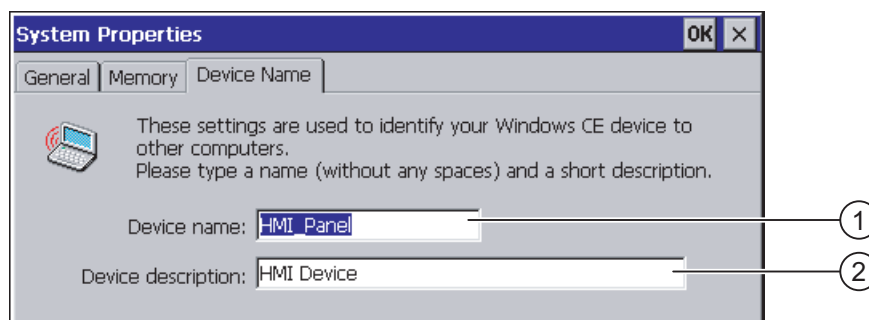 System Properties OK ×
General Memory Device Name
These settings are used to identify your Windows CE device to
other computers.
Please type a name (without any spaces) and a short description.
Device name: HMI_Panel 1
Device description: HMI Device 2